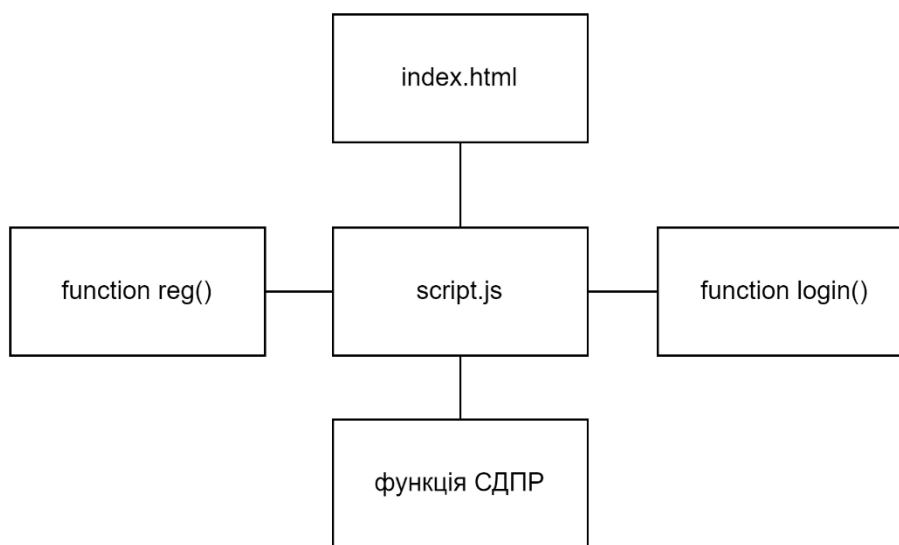 index.html
function reg()
script.js
function login()
функція СДПР